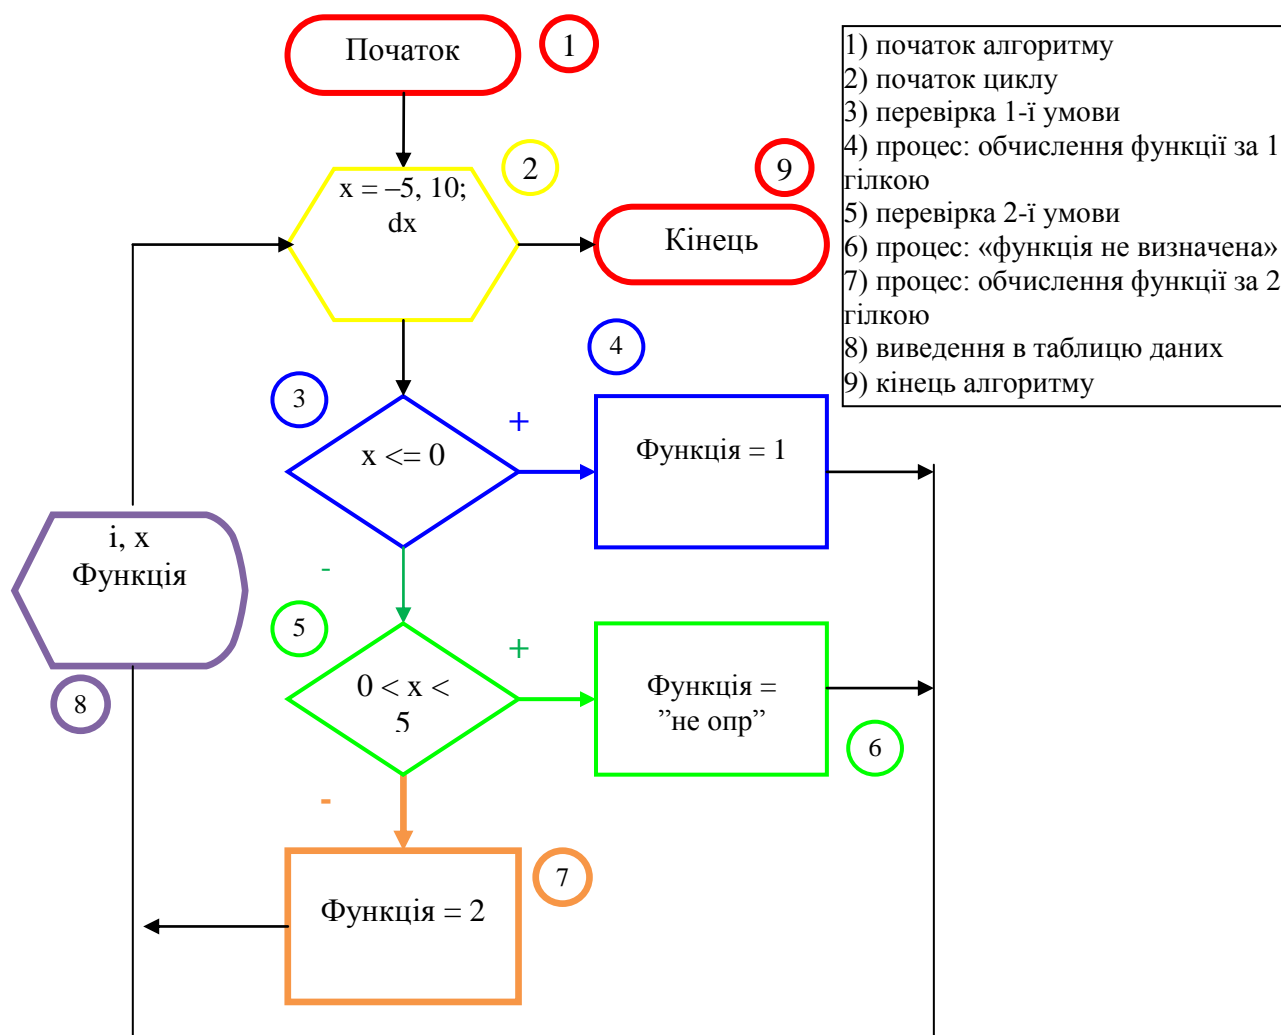 Початок
1
1) початок алгоритму
2) початок циклу
3) перевірка 1-ї умови
4) процес: обчислення функції за 1
гілкою
5) перевірка 2-ї умови
6) процес: «функція не визначена»
7) процес: обчислення функції за 2
гілкою
8) виведення в таблицю даних
9) кінець алгоритму
2
x = –5, 10;
dx
9
Кінець
3
x <= 0
+
-
4
Функція = 1
i, x
Функція
8
5
0 < x <
5
+
-
Функція =
”не опр”
6
7
Функція = 2